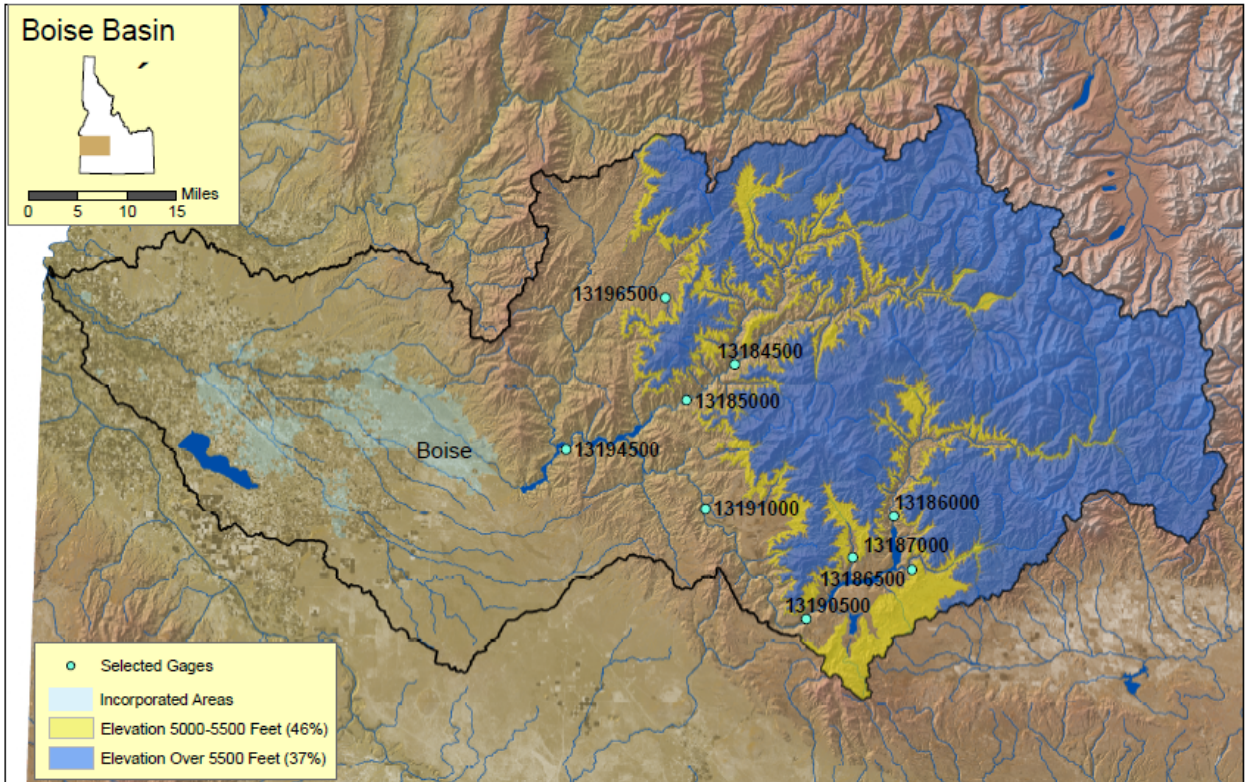 Boise Basin
Miles
0 5 10 15
13196500
13184500
13185000
Boise
13194500
13191000
13186000
13187000
13186500
13190500
Selected Gages
Incorporated Areas
Elevation 5000-5500 Feet (46%)
Elevation Over 5500 Feet (37%)